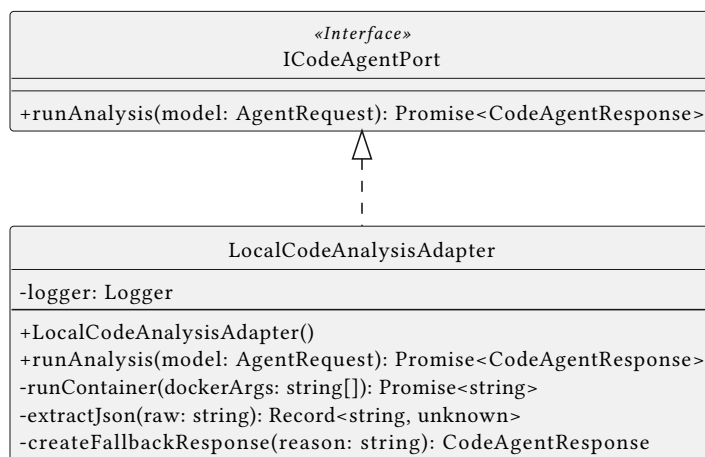 «Interface»
ICodeAgentPort
+runAnalysis(model: AgentRequest): Promise<CodeAgentResponse>
LocalCodeAnalysisAdapter
-logger: Logger
+LocalCodeAnalysisAdapter()
+runAnalysis(model: AgentRequest): Promise<CodeAgentResponse>
-runContainer(dockerArgs: string[]): Promise<string>
-extractJson(raw: string): Record<string, unknown>
-createFallbackResponse(reason: string): CodeAgentResponse